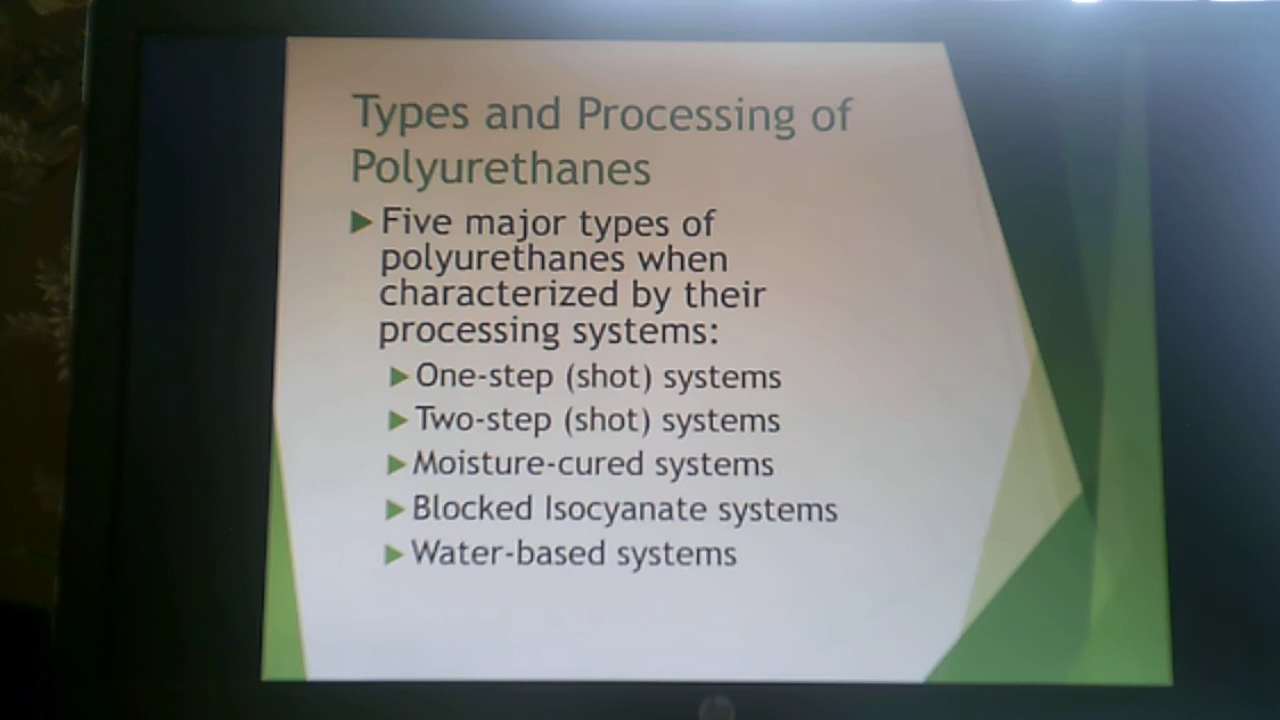 Types and Processing of
Polyurethanes
Five major types of
polyurethanes when
characterized by their
processing systems:
One-step (shot) systems
Two-step (shot) systems
Moisture-cured systems
Blocked Isocyanate systems
Water-based systems